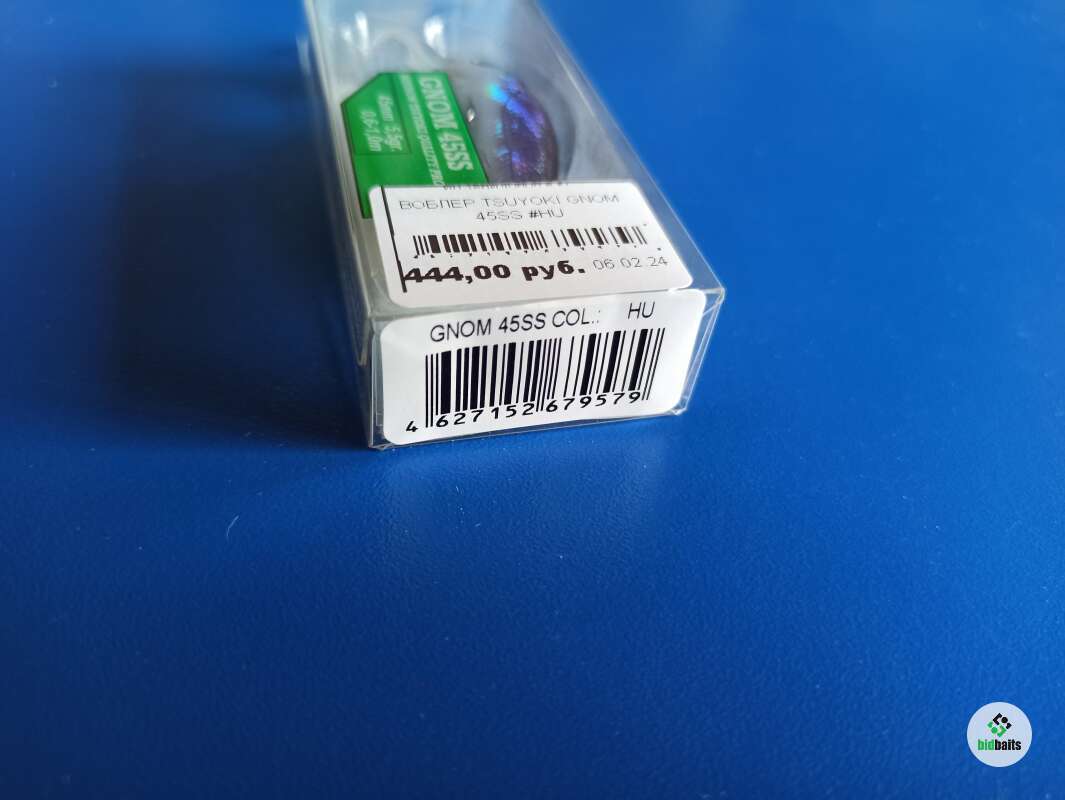 GNOM 45SS
45mm 5.5gr.
0.6-1.0m
ВОБЛЕР TSUYOKI GNOM
45SS #HU
444,00 руб. 06.02.24
GNOM 45SS COL.: HU
4 627152 679579
bidbaits